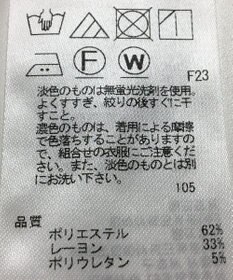 F W
F23
淡色のものは無蛍光洗剤を使用。
よくすすぎ、絞りの後すぐに干
すこと。
濃色のものは、着用による摩擦
で色落ちすることがありますの
で、組合せの衣服にご注意くだ
さい。また、淡色のものとは別
にお洗い下さい。
105
品質
ポリエステル 62%
レーヨン 33%
ポリウレタン 5%